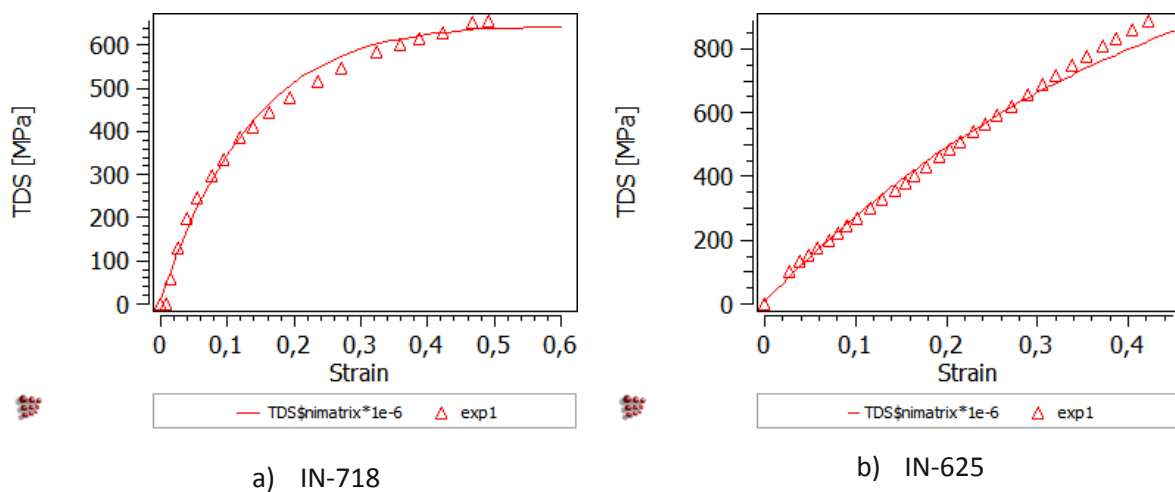 TDS [MPa]
600
500
400
300
200
100
0
0 0,1 0,2 0,3 0,4 0,5 0,6
Strain
TDS$nimatrix*1e-6 exp1
a) IN-718
TDS [MPa]
800
600
400
200
0
0 0,1 0,2 0,3 0,4
Strain
TDS$nimatrix*1e-6 exp1
b) IN-625